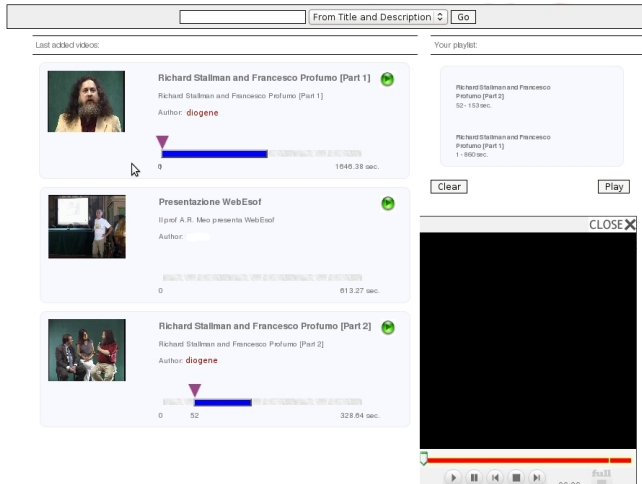 From Title and Description Go
Last added videos:
Richard Stallman and Francesco Profumo [Part 1]
Richard Stallman and Francesco Profumo [Part 1]
Author: diogene
0 1646.38 sec.
Presentazione WebEsof
Il prof A.R. Meo presenta WebEsof
Author:
0 613.27 sec.
Richard Stallman and Francesco Profumo [Part 2]
Richard Stallman and Francesco Profumo [Part 2]
Author: diogene
0 52 328.64 sec.
Your playlist:
Richard Stallman and Francesco
Profumo [Part 2]
52 - 153 sec.
Richard Stallman and Francesco
Profumo [Part 1]
1 - 860 sec.
Clear Play
CLOSE
full